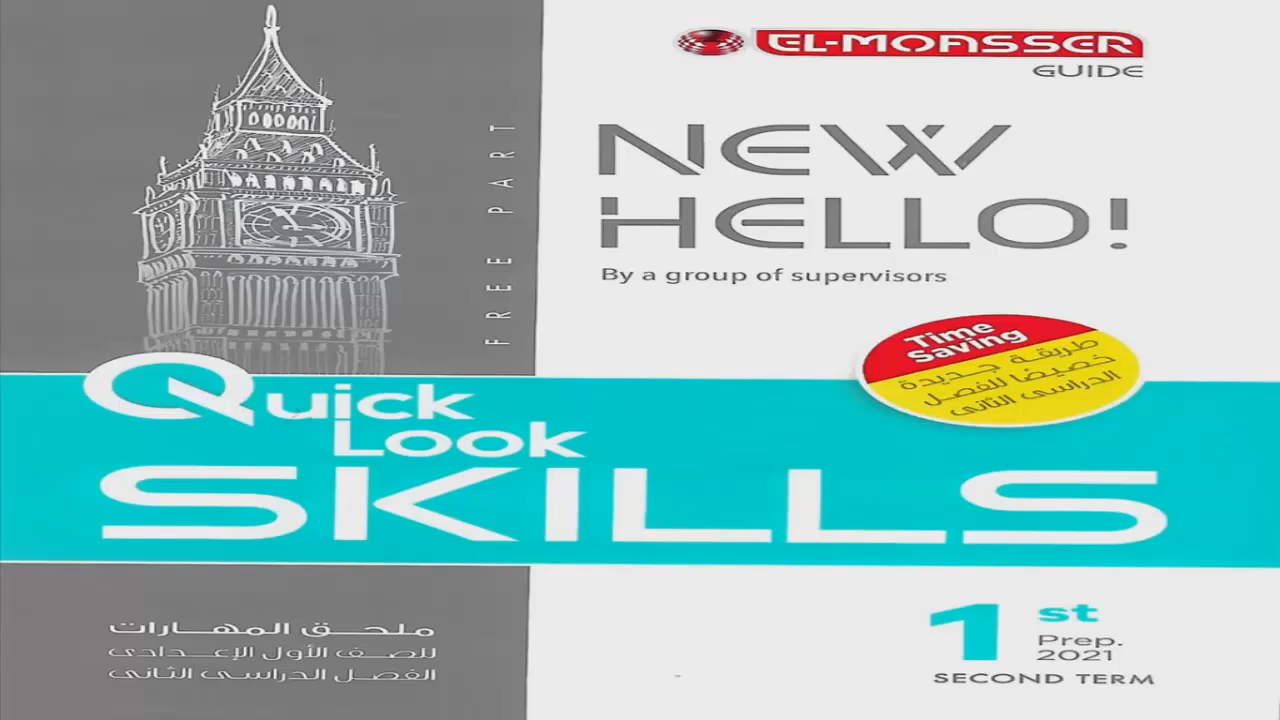 EL-MOASSER
GUIDE
NEW
HELLO!
By a group of supervisors
FREE PART
Time
Saving
طريقة جديدة
خصيصًا للفصل
الدراسى الثانى
Quick
Look
SKILLS
ملحق المهارات
للصف الأول الإعدادى
الفصل الدراسى الثانى
1st
Prep.
2021
SECOND TERM